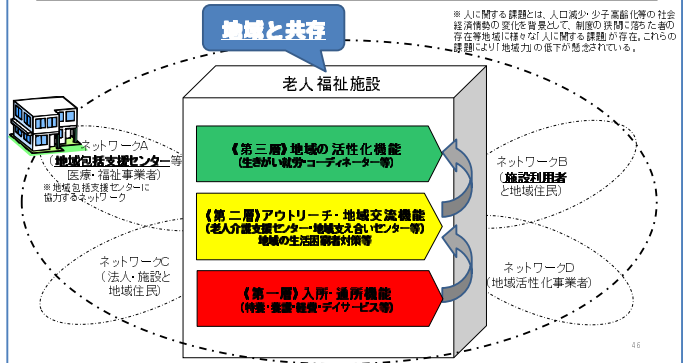 地域と共存
※ 人に関する課題とは、人口減少・少子高齢化等の社会
経済情勢の変化を背景として、制度の狭間に落ちた者の
存在等地域に様々な「人に関する課題」が存在。これらの
課題により「地域力」の低下が懸念されている。
老人福祉施設
《第三層》地域の活性化機能
(生きがい就労・コーディネーター等)
ネットワークA
(地域包括支援センター等
医療・福祉事業者)
※地域包括支援センターに
協力するネットワーク
ネットワークB
(施設利用者
と地域住民)
《第二層》アウトリーチ・地域交流機能
(老人介護支援センター・地域支え合いセンター等)
地域の生活困窮者対策等
ネットワークC
(法人・施設と
地域住民)
ネットワークD
(地域活性化事業者)
《第一層》入所・通所機能
(特養・養護・軽費・デイサービス等)
46